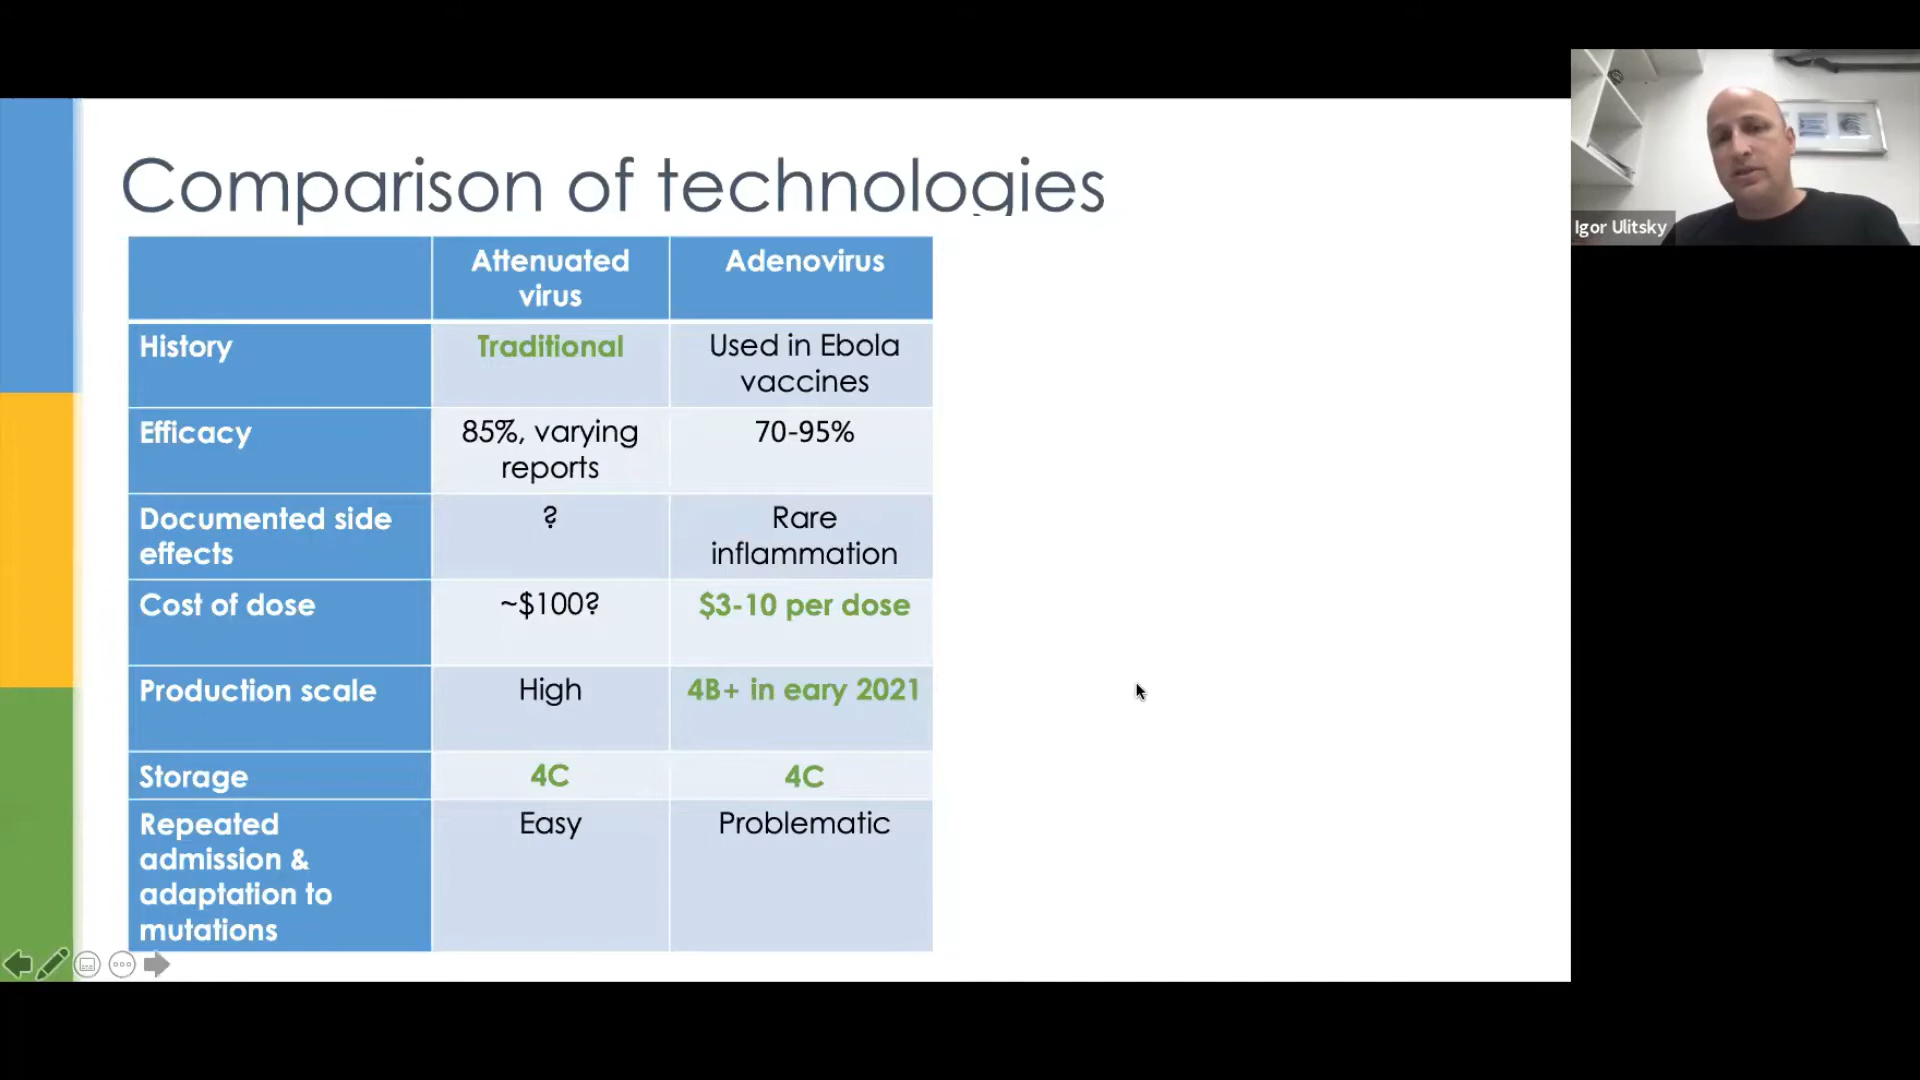 Comparison of technologies
Igor Ulitsky
Attenuated
virus
Adenovirus
History
Traditional
Used in Ebola
vaccines
Efficacy
85%, varying
reports
70-95%
Documented side
effects
?
Rare
inflammation
Cost of dose
~$100?
$3-10 per dose
Production scale
High
4B+ in eary 2021
Storage
4C
4C
Repeated
admission &
adaptation to
mutations
Easy
Problematic